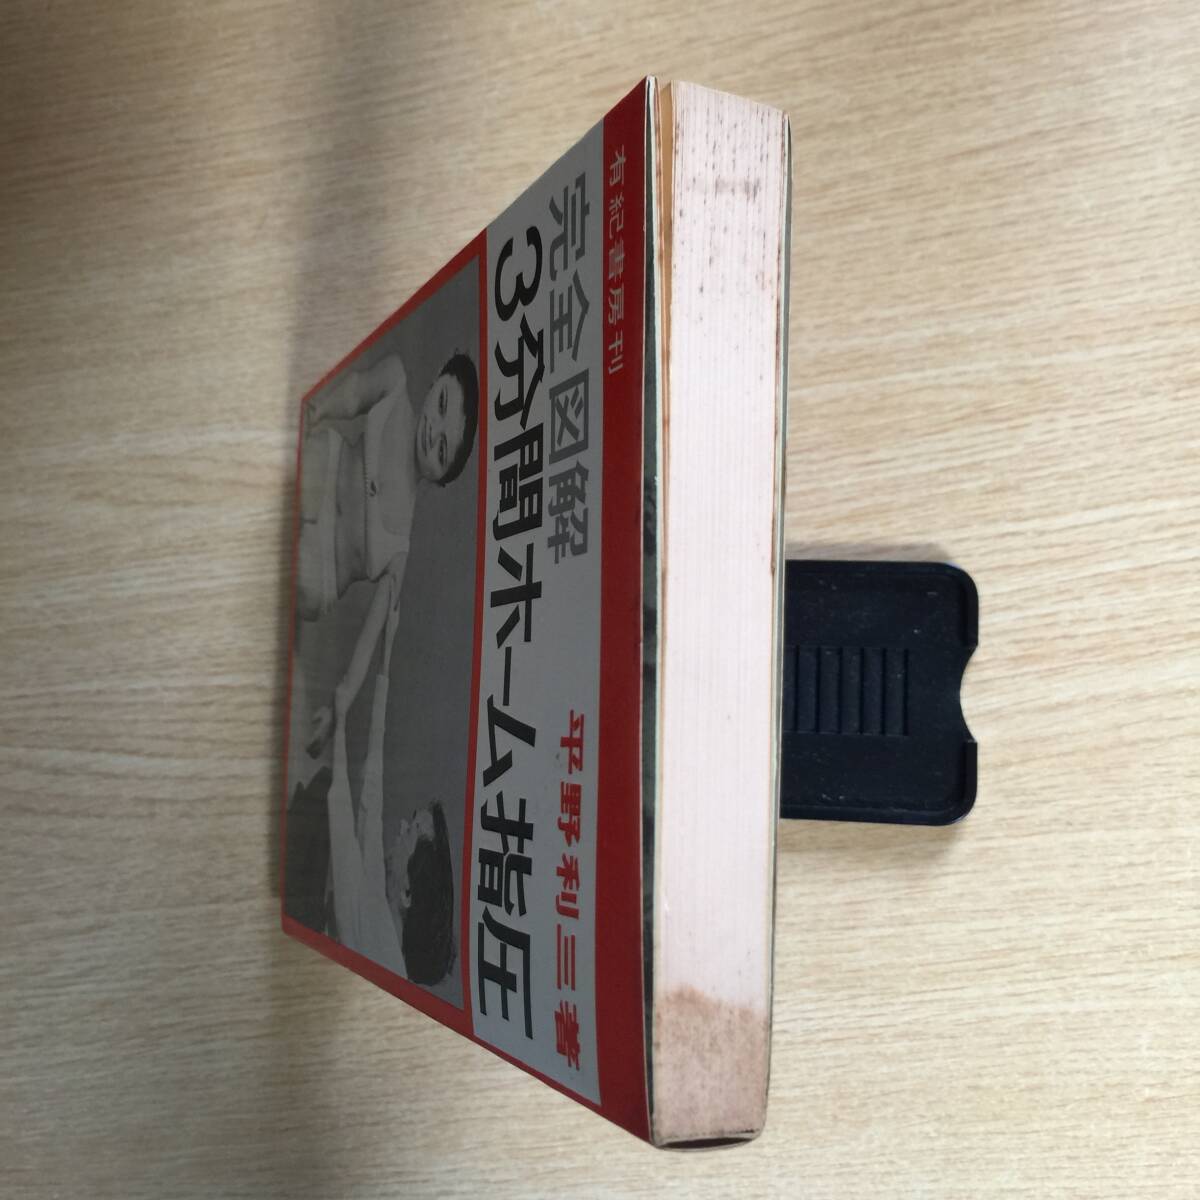 有紀書房刊
完全図解
3分間ホーム指圧
平野利三著